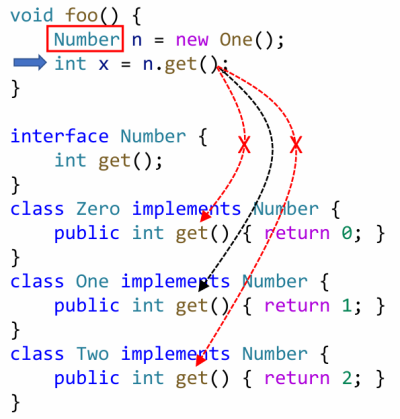 void foo() {
    Number n = new One();
    int x = n.get();
}
interface Number {
    int get();
}
class Zero implements Number {
    public int get() { return 0; }
}
class One implements Number {
    public int get() { return 1; }
}
class Two implements Number {
    public int get() { return 2; }
}